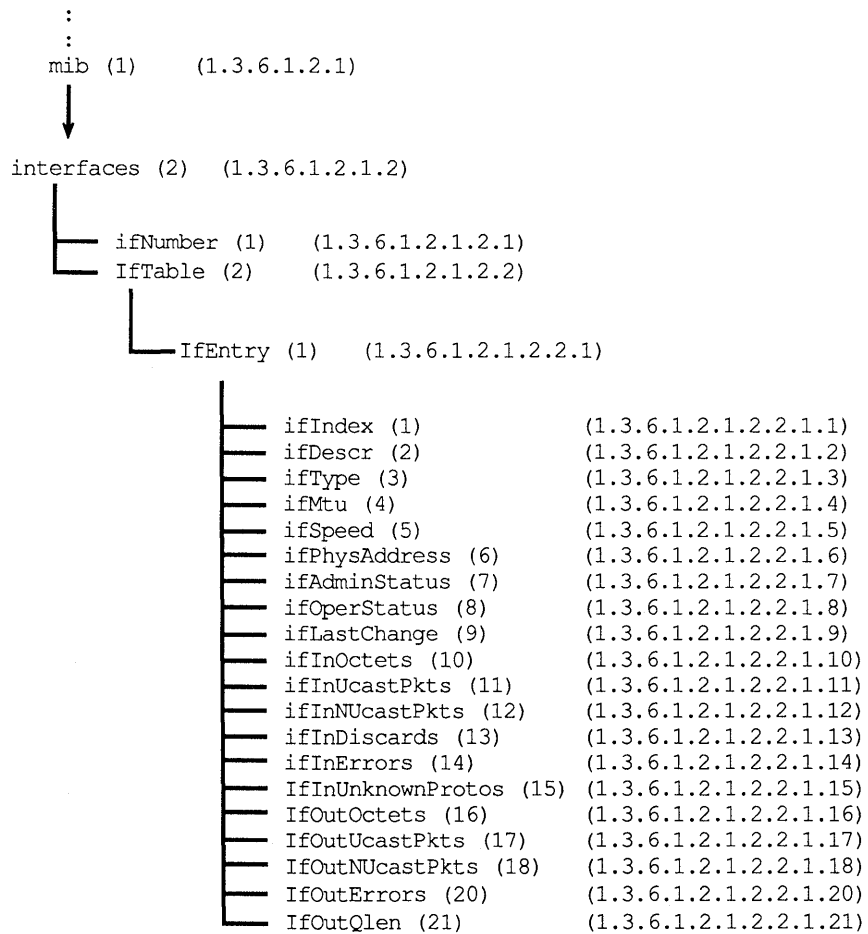 :
:
mib (1) (1.3.6.1.2.1)
interfaces (2) (1.3.6.1.2.1.2)
ifNumber (1) (1.3.6.1.2.1.2.1)
IfTable (2) (1.3.6.1.2.1.2.2)
IfEntry (1) (1.3.6.1.2.1.2.2.1)
ifIndex (1) (1.3.6.1.2.1.2.2.1.1)
ifDescr (2) (1.3.6.1.2.1.2.2.1.2)
ifType (3) (1.3.6.1.2.1.2.2.1.3)
ifMtu (4) (1.3.6.1.2.1.2.2.1.4)
ifSpeed (5) (1.3.6.1.2.1.2.2.1.5)
ifPhysAddress (6) (1.3.6.1.2.1.2.2.1.6)
ifAdminStatus (7) (1.3.6.1.2.1.2.2.1.7)
ifOperStatus (8) (1.3.6.1.2.1.2.2.1.8)
ifLastChange (9) (1.3.6.1.2.1.2.2.1.9)
ifInOctets (10) (1.3.6.1.2.1.2.2.1.10)
ifInUcastPkts (11) (1.3.6.1.2.1.2.2.1.11)
ifInNUcastPkts (12) (1.3.6.1.2.1.2.2.1.12)
ifInDiscards (13) (1.3.6.1.2.1.2.2.1.13)
ifInErrors (14) (1.3.6.1.2.1.2.2.1.14)
IfInUnknownProtos (15) (1.3.6.1.2.1.2.2.1.15)
IfOutOctets (16) (1.3.6.1.2.1.2.2.1.16)
IfOutUcastPkts (17) (1.3.6.1.2.1.2.2.1.17)
IfOutNUcastPkts (18) (1.3.6.1.2.1.2.2.1.18)
IfOutErrors (20) (1.3.6.1.2.1.2.2.1.20)
IfOutQlen (21) (1.3.6.1.2.1.2.2.1.21)